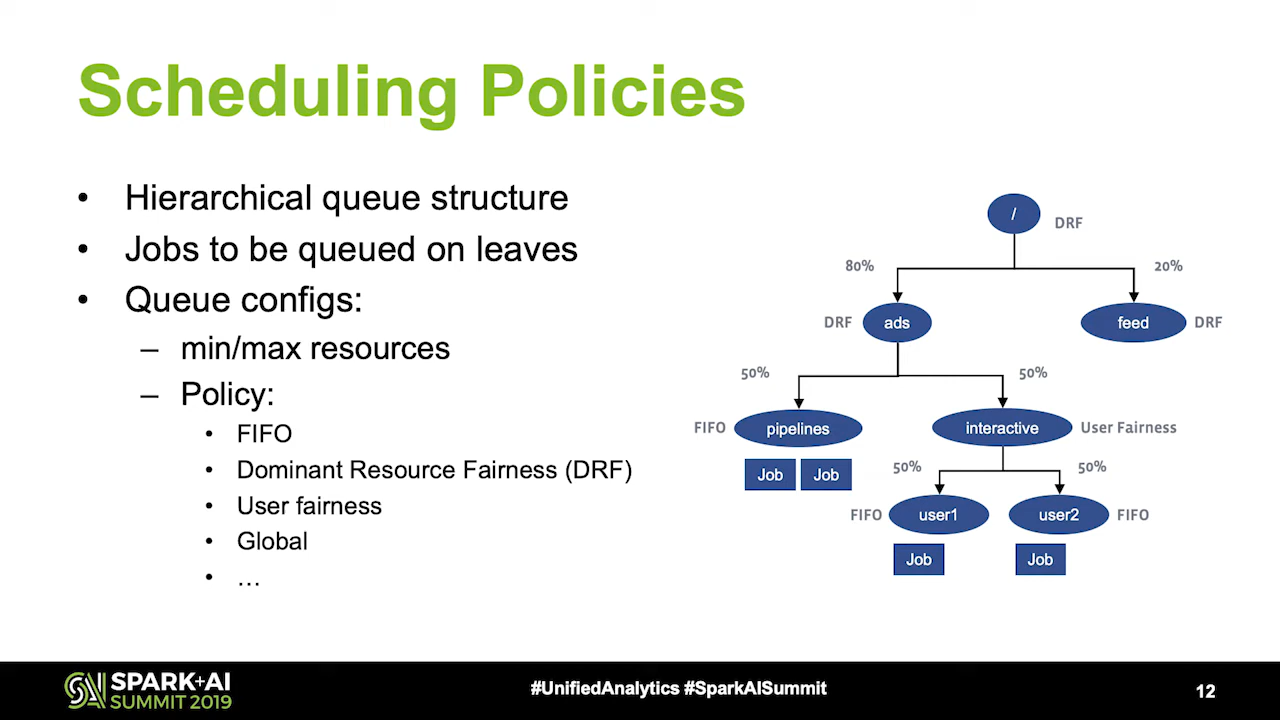 Scheduling Policies
• Hierarchical queue structure
• Jobs to be queued on leaves
• Queue configs:
– min/max resources
– Policy:
• FIFO
• Dominant Resource Fairness (DRF)
• User fairness
• Global
• …
/
DRF
80%
20%
DRF
ads
feed
DRF
50%
50%
FIFO
pipelines
interactive
User Fairness
Job
Job
50%
50%
FIFO
user1
user2
FIFO
Job
Job
SPARK+AI
SUMMIT 2019
#UnifiedAnalytics #SparkAISummit
12